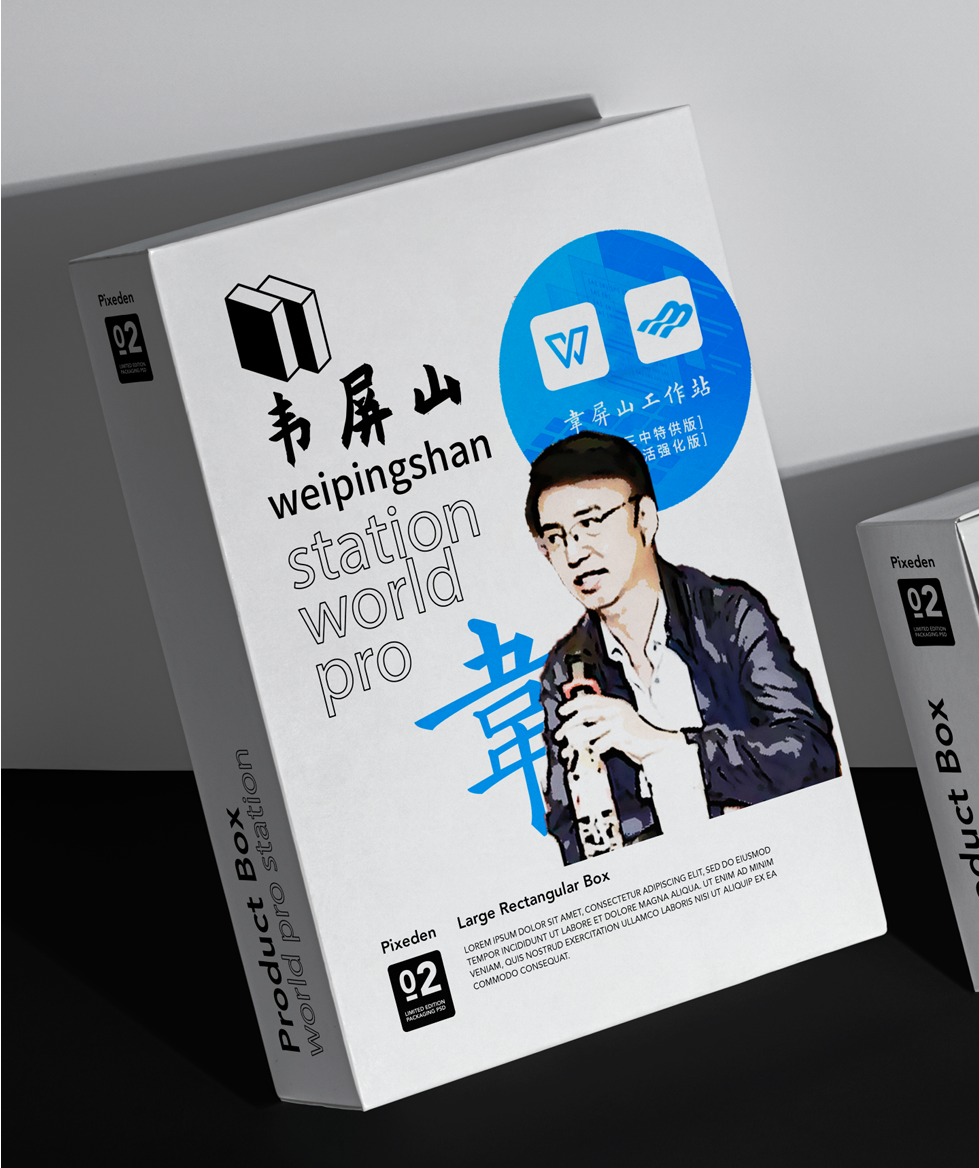 Pixeden
02
LIMITED EDITION
PACKAGING PSD
Product Box
world pro station
韦屏山
weipingshan
station
world
pro
韋屏山工作站
中特供版]
活强化版]
韋
Large Rectangular Box
LOREM IPSUM DOLOR SIT AMET, CONSECTETUR ADIPISCING ELIT, SED DO EIUSMOD
TEMPOR INCIDIDUNT UT LABORE ET DOLORE MAGNA ALIQUA. UT ENIM AD MINIM
VENIAM, QUIS NOSTRUD EXERCITATION ULLAMCO LABORIS NISI UT ALIQUIP EX EA
COMMODO CONSEQUAT.
Pixeden
02
LIMITED EDITION
PACKAGING PSD
Pixeden
02
LIMITED EDITION
PACKAGING PSD
duct Box